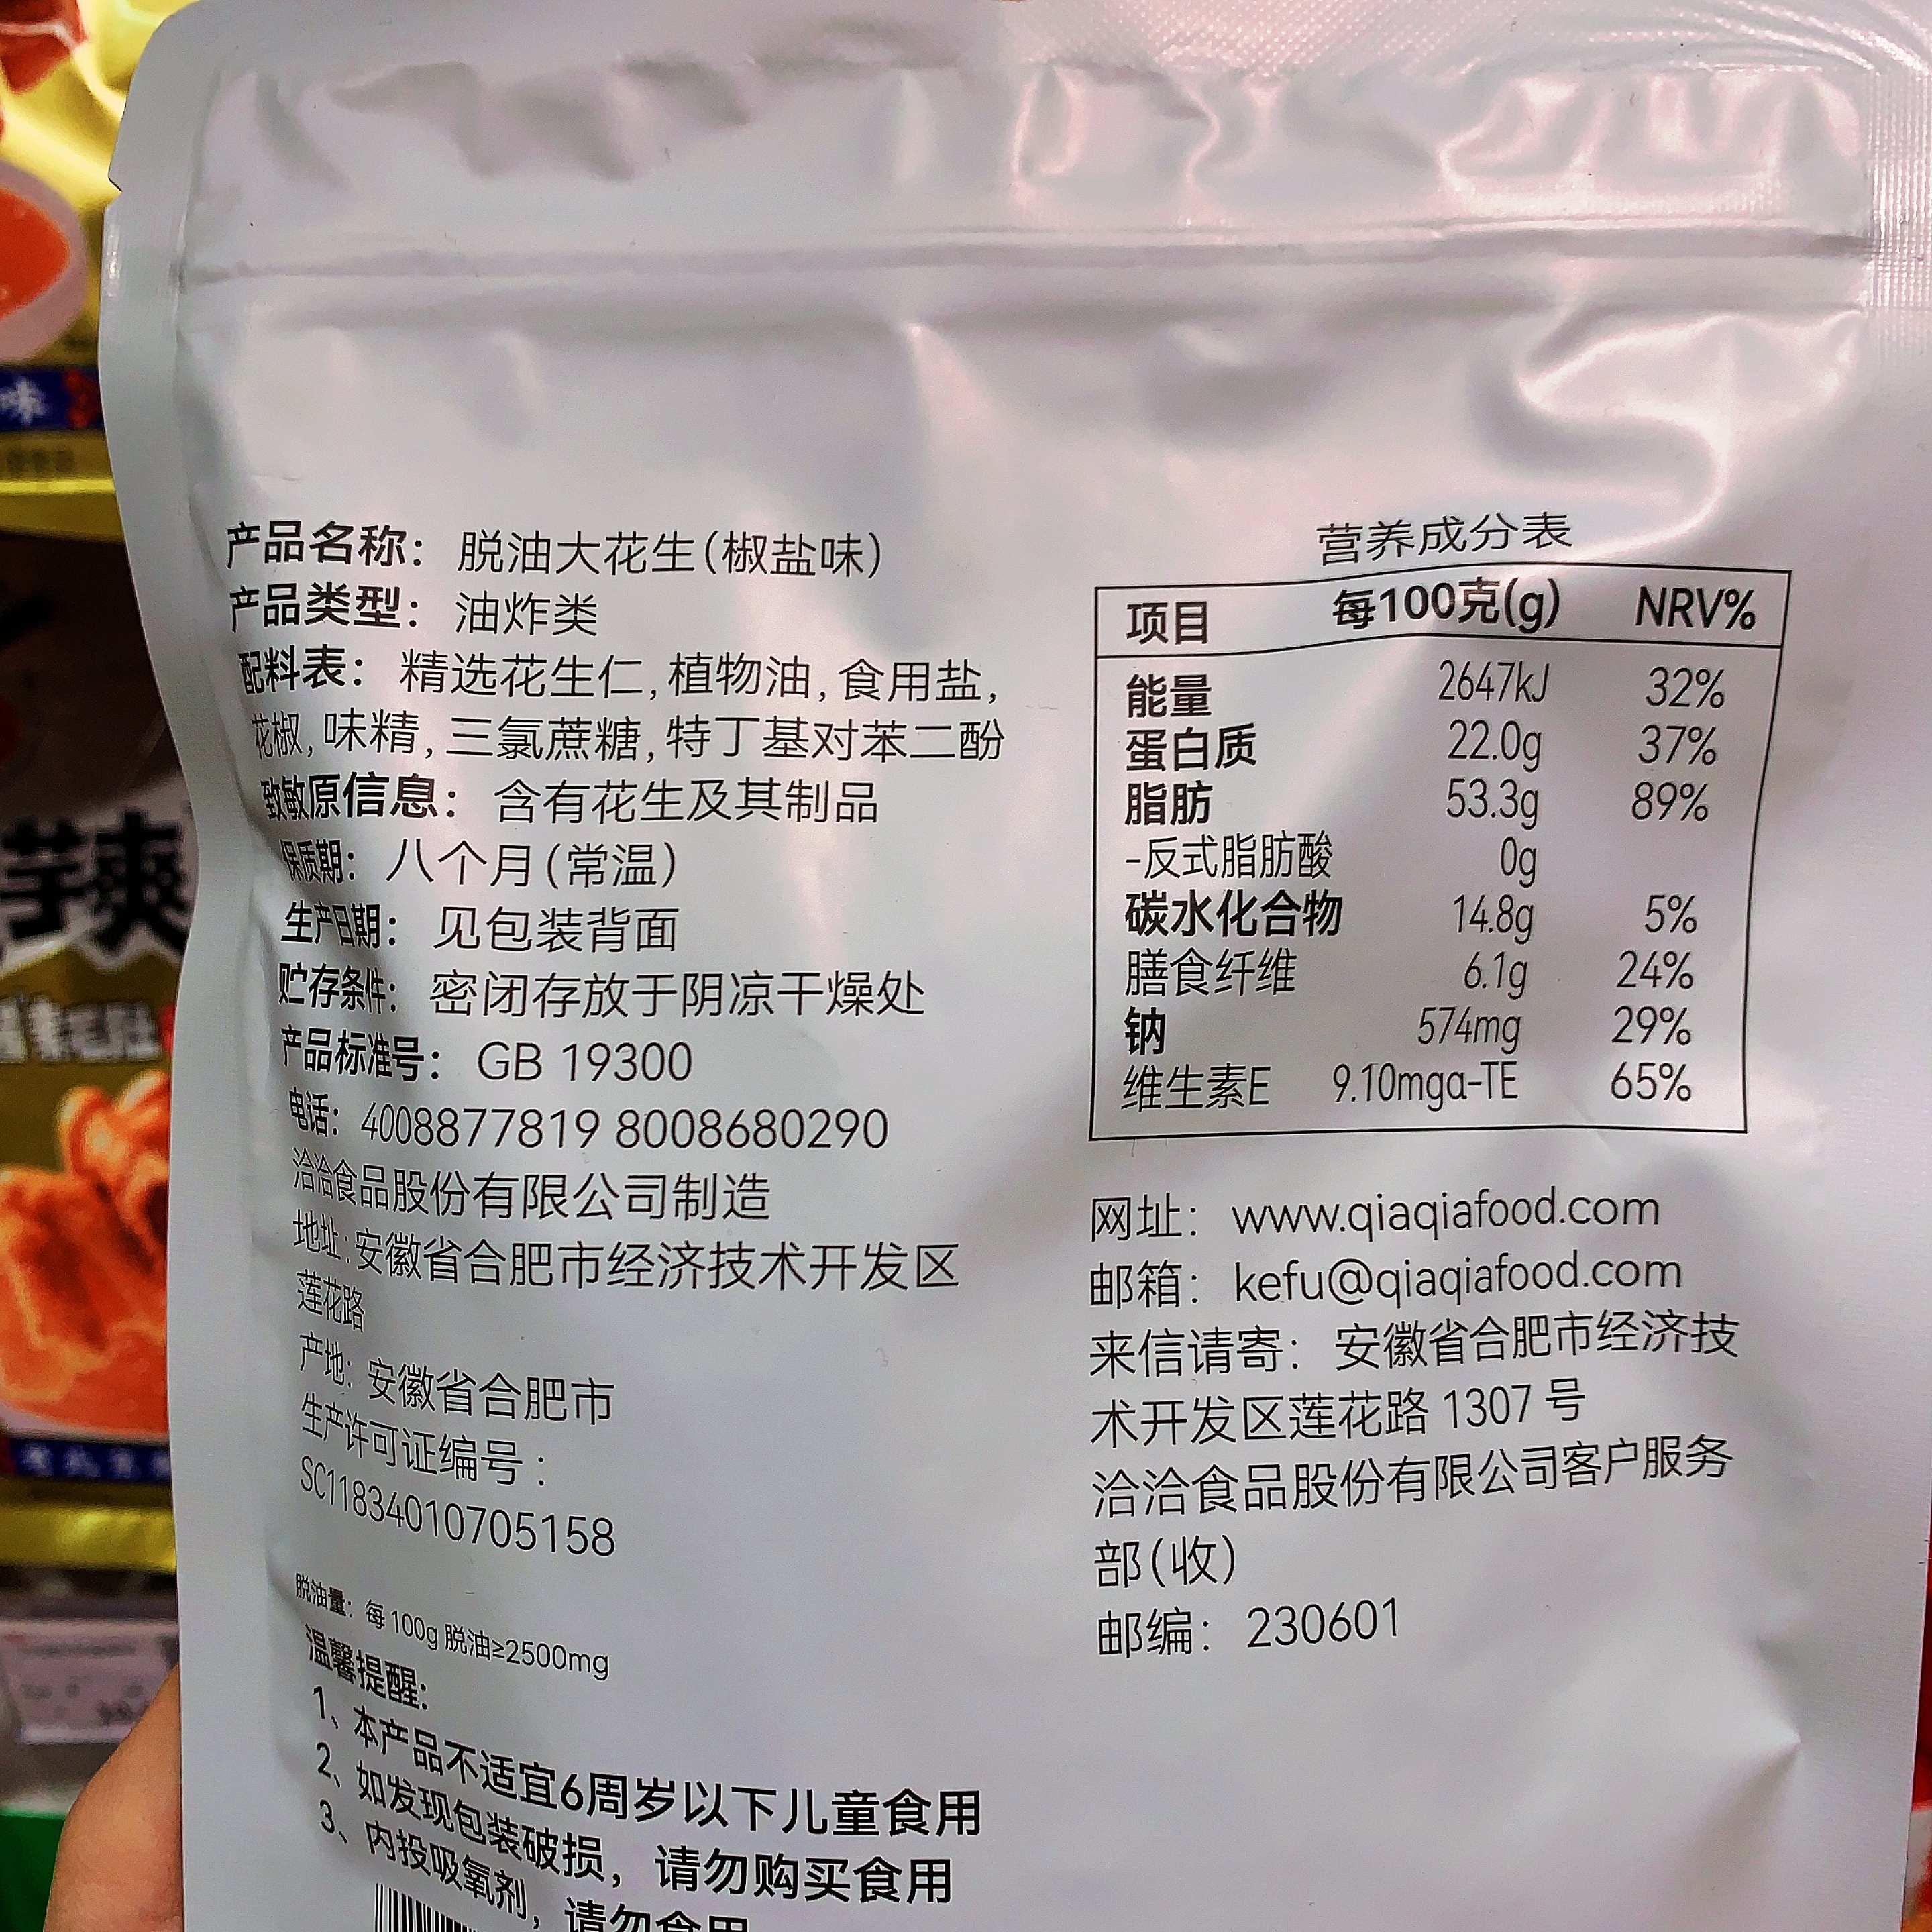 产品名称：脱油大花生(椒盐味)
产品类型：油炸类
配料表：精选花生仁,植物油,食用盐,
花椒,味精,三氯蔗糖,特丁基对苯二酚
致敏原信息：含有花生及其制品
保质期：八个月(常温)
生产日期：见包装背面
贮存条件：密闭存放于阴凉干燥处
产品标准号：GB 19300
电话：4008877819 8008680290
洽洽食品股份有限公司制造
地址:安徽省合肥市经济技术开发区
莲花路
产地：安徽省合肥市
生产许可证编号：
SC11834010705158
脱油量：每100g 脱油≥2500mg
温馨提醒：
1、本产品不适宜6周岁以下儿童食用
2、如发现包装破损，请勿购买食用
3、内投吸氧剂，请勿食用
营养成分表
项目 每100克(g) NRV%
能量 2647kJ 32%
蛋白质 22.0g 37%
脂肪 53.3g 89%
-反式脂肪酸 0g
碳水化合物 14.8g 5%
膳食纤维 6.1g 24%
钠 574mg 29%
维生素E 9.10mgα-TE 65%
网址：www.qiaqiafood.com
邮箱：kefu@qiaqiafood.com
来信请寄：安徽省合肥市经济技
术开发区莲花路 1307 号
洽洽食品股份有限公司客户服务
部(收)
邮编：230601
味
芋爽